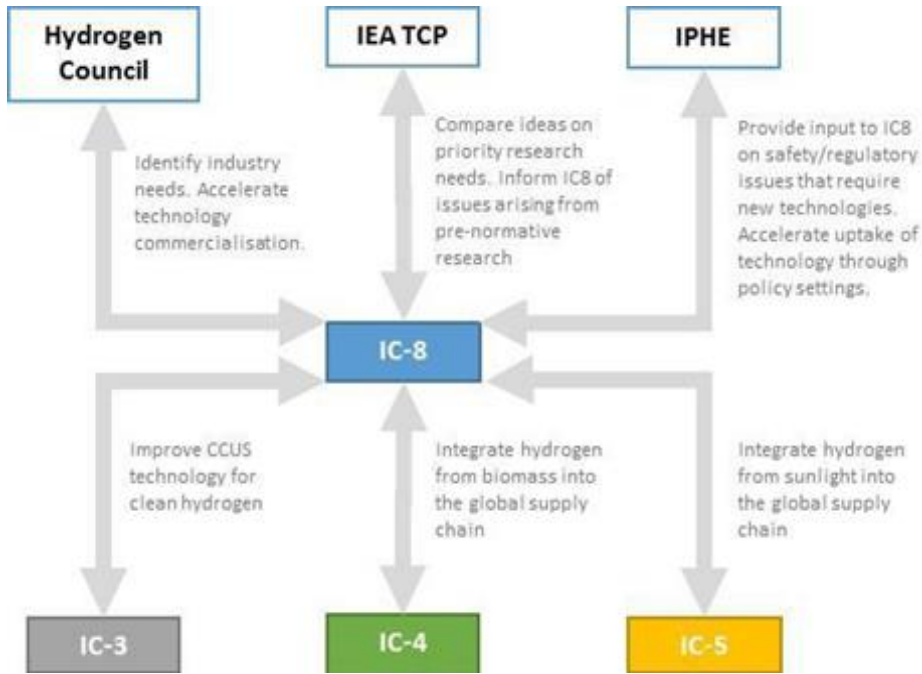 Hydrogen
Council
IEA TCP
IPHE
Identify industry
needs. Accelerate
technology
commercialisation.
Compare ideas on
priority research
needs. Inform IC8 of
issues arising from
pre-normative
research
Provide input to IC8
on safety/regulatory
issues that require
new technologies.
Accelerate uptake of
technology through
policy settings.
IC-8
Improve CCUS
technology for
clean hydrogen
Integrate hydrogen
from biomass into
the global supply
chain
Integrate hydrogen
from sunlight into
the global supply
chain
IC-3
IC-4
IC-5